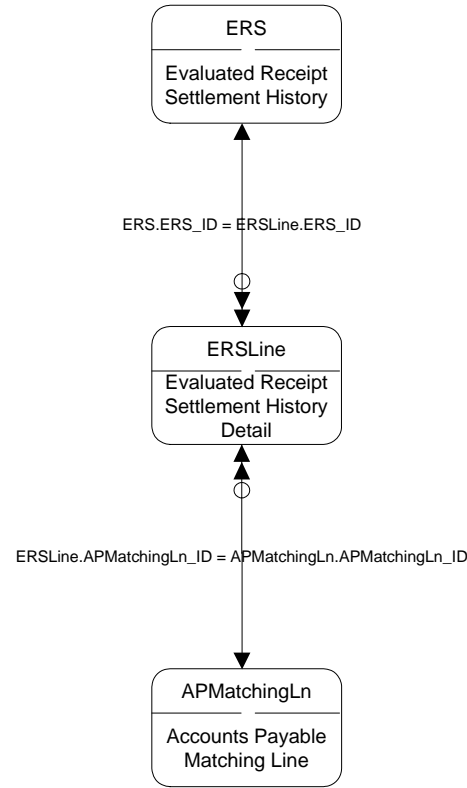 ERS
Evaluated Receipt
Settlement History
ERS.ERS_ID = ERSLine.ERS_ID
ERSLine
Evaluated Receipt
Settlement History
Detail
ERSLine.APMatchingLn_ID = APMatchingLn.APMatchingLn_ID
APMatchingLn
Accounts Payable
Matching Line